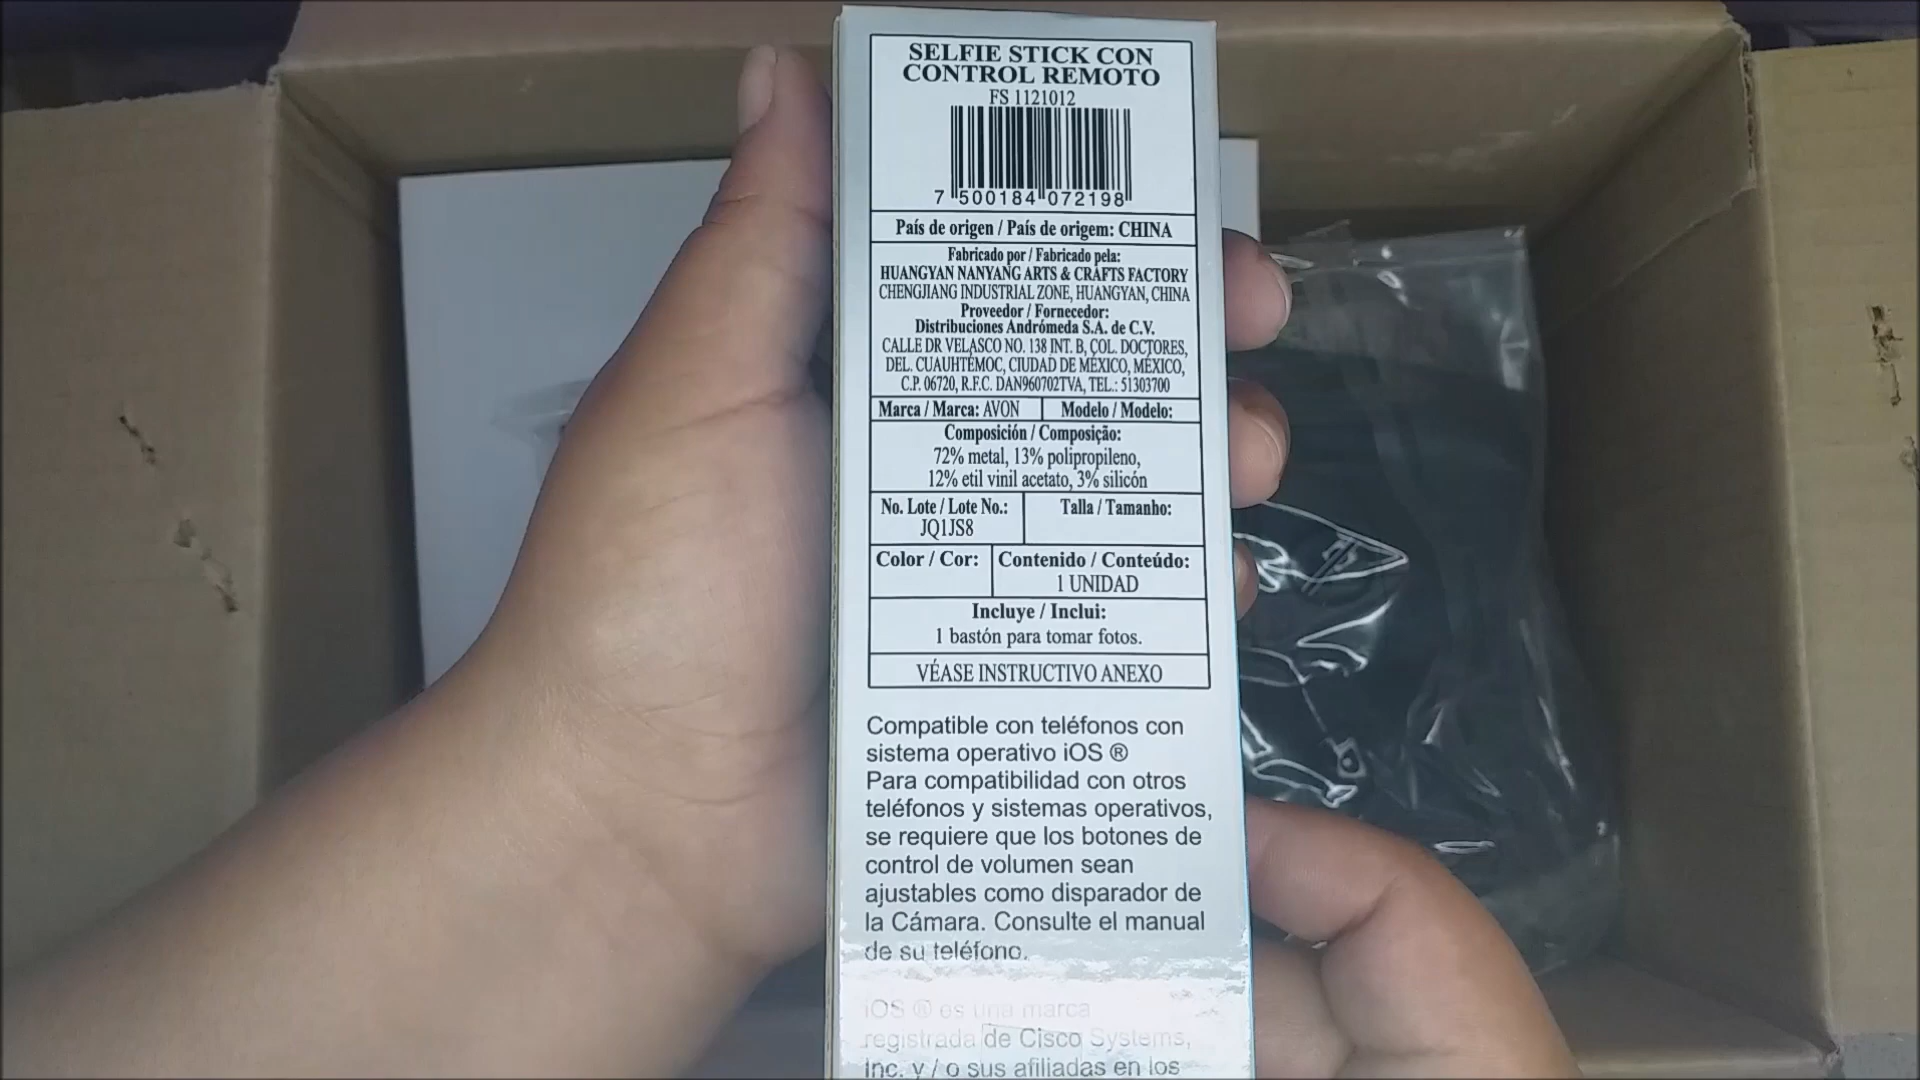 SELFIE STICK CON
CONTROL REMOTO
FS 1121012
7 500184 072198
País de origen / País de origem: CHINA
Fabricado por / Fabricado pela:
HUANGYAN NANYANG ARTS & CRAFTS FACTORY
CHENGJIANG INDUSTRIAL ZONE, HUANGYAN, CHINA
Proveedor / Fornecedor:
Distribuciones Andrómeda S.A. de C.V.
CALLE DR VELASCO NO. 138 INT. B, COL. DOCTORES,
DEL. CUAUHTÉMOC, CIUDAD DE MÉXICO, MÉXICO,
C.P. 06720, R.F.C. DAN960702TVA, TEL.: 51303700
Marca / Marca: AVON Modelo / Modelo:
Composición / Composição:
72% metal, 13% polipropileno,
12% etil vinil acetato, 3% silicón
No. Lote / Lote No.: Talla / Tamanho:
JQ1JS8
Color / Cor: Contenido / Conteúdo:
1 UNIDAD
Incluye / Inclui:
1 bastón para tomar fotos.
VÉASE INSTRUCTIVO ANEXO
Compatible con teléfonos con
sistema operativo iOS ®
Para compatibilidad con otros
teléfonos y sistemas operativos,
se requiere que los botones de
control de volumen sean
ajustables como disparador de
la Cámara. Consulte el manual
de su teléfono.
iOS ® es una marca
registrada de Cisco Systems,
Inc. y / o sus afiliadas en los